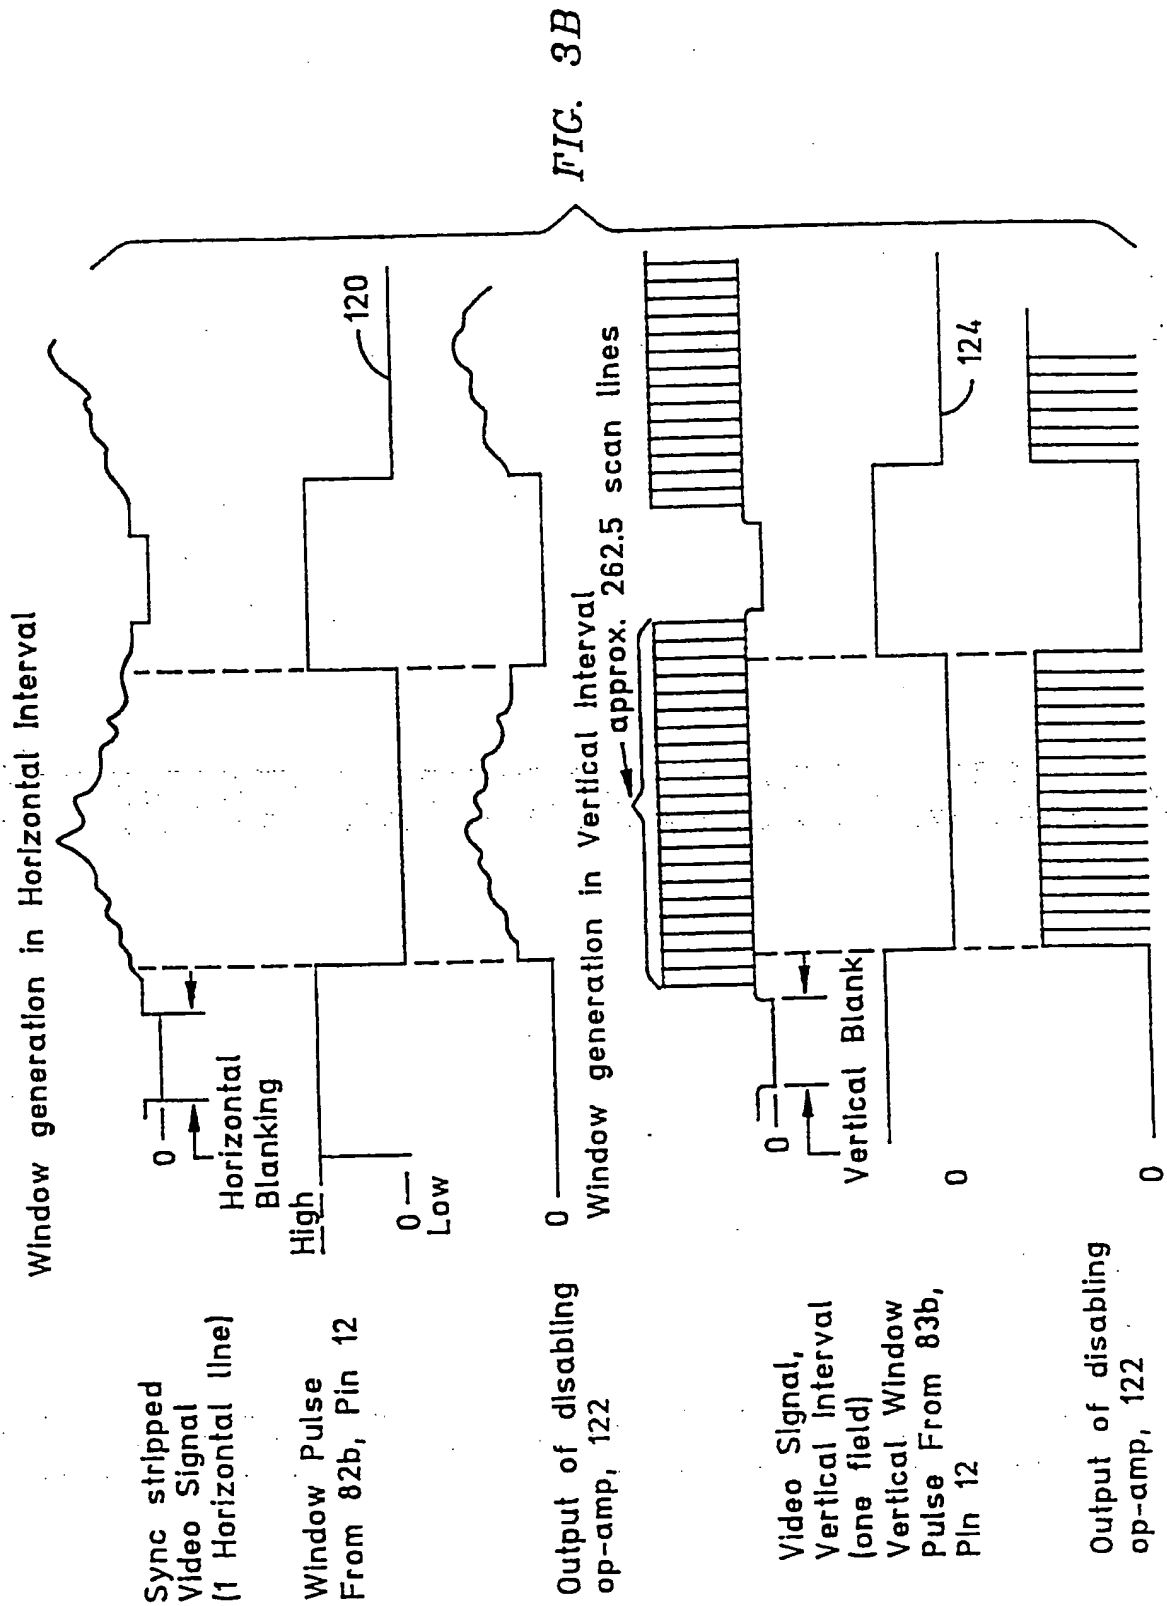 Window generation in Horizontal Interval
Sync stripped
Video Signal
(1 Horizontal line)
0
Horizontal
Blanking
Window Pulse
From 82b, Pin 12
High
0
Low
120
Output of disabling
op-amp, 122
0
Window generation in Vertical Interval
approx. 262.5 scan lines
Video Signal,
Vertical Interval
(one field)
0
Vertical Blank
Vertical Window
Pulse From 83b,
Pin 12
0
124
Output of disabling
op-amp, 122
0
FIG. 3B